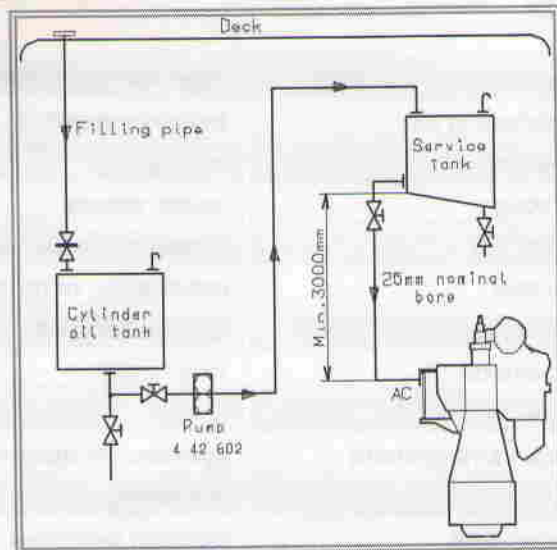 Deck
Filling pipe
Service
tank
Min.3000mm
25mm nominal
bore
Cylinder
oil tank
AC
Pump
4 42 602